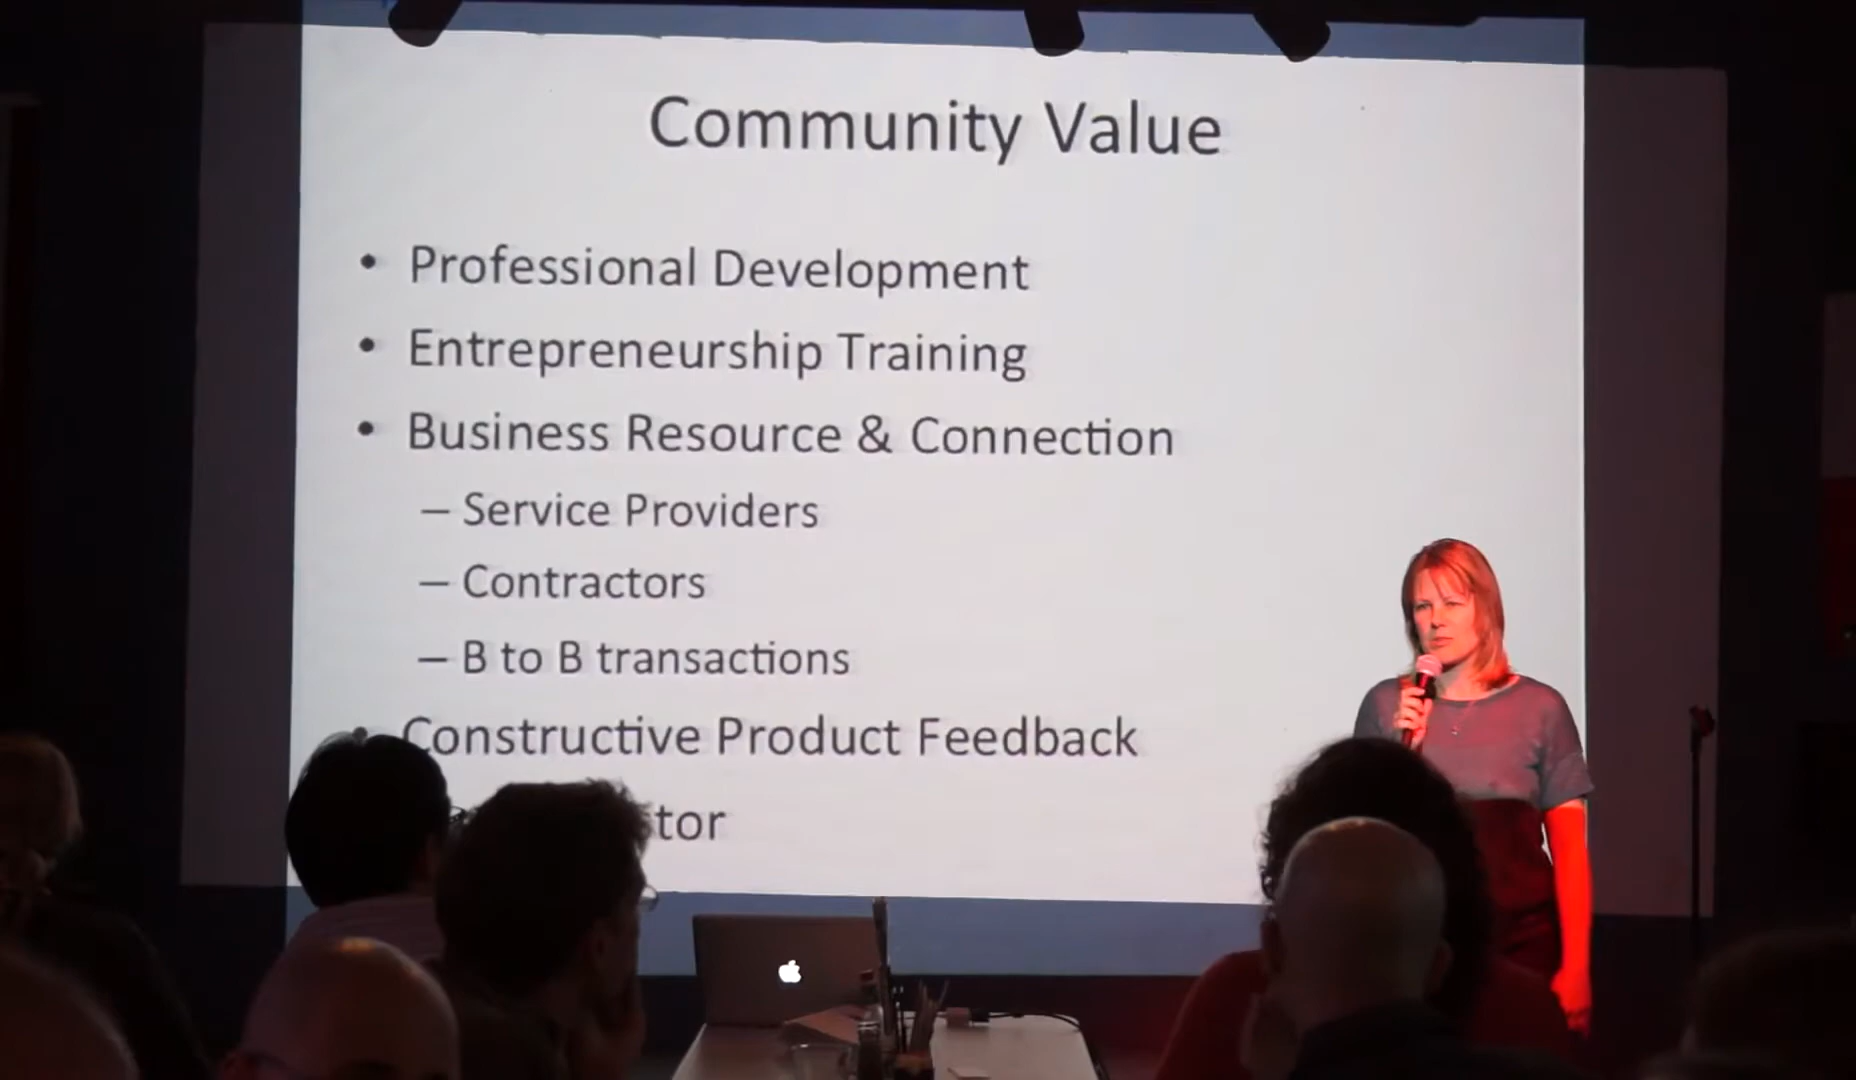 Community Value
• Professional Development
• Entrepreneurship Training
• Business Resource & Connection
– Service Providers
– Contractors
– B to B transactions
• Constructive Product Feedback